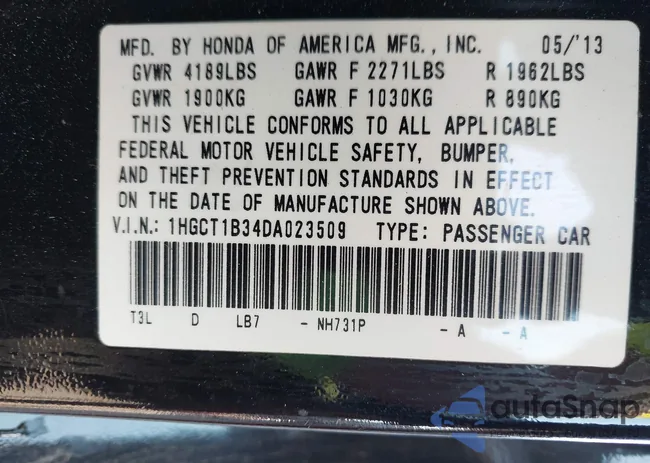 MFD. BY HONDA OF AMERICA MFG., INC. 05/'13
GVWR 4189LBS GAWR F 2271LBS R 1962LBS
GVWR 1900KG GAWR F 1030KG R 890KG
THIS VEHICLE CONFORMS TO ALL APPLICABLE
FEDERAL MOTOR VEHICLE SAFETY, BUMPER,
AND THEFT PREVENTION STANDARDS IN EFFECT
ON THE DATE OF MANUFACTURE SHOWN ABOVE.
V.I.N.: 1HGCT1B34DA023509 TYPE: PASSENGER CAR
T3L D LB7 - NH731P - A - A
autoSnap